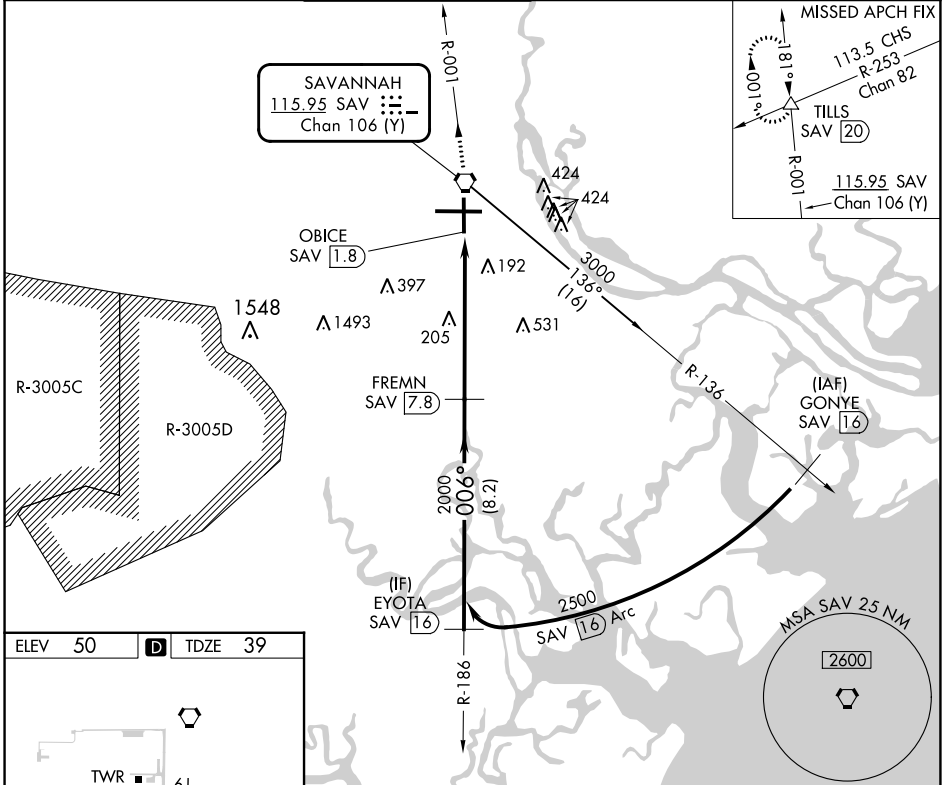 MISSED APCH FIX
181°
001°
113.5 CHS
R-253
Chan 82
TILLS
SAV 20
R-001
115.95 SAV
Chan 106 (Y)
R-001
SAVANNAH
115.95 SAV
Chan 106 (Y)
424
424
OBICE
SAV 1.8
192
397
3000
136°
(16)
1548
1493
205
531
R-3005C
R-3005D
FREMN
SAV 7.8
R-136
(IAF)
GONYE
SAV 16
2000
006°
(8.2)
(IF)
EYOTA
SAV 16
2500
SAV 16 Arc
R-186
MSA SAV 25 NM
2600
ELEV 50 D TDZE 39
TWR